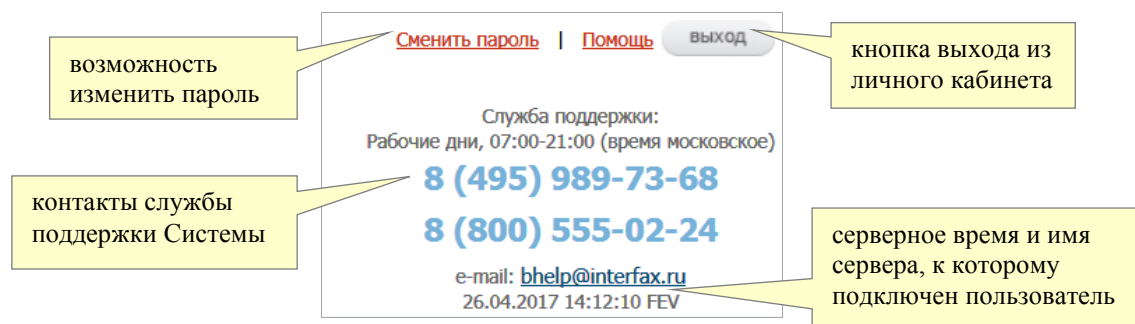 Сменить пароль | Помощь выход
возможность
изменить пароль
кнопка выхода из
личного кабинета
Служба поддержки:
Рабочие дни, 07:00-21:00 (время московское)
8 (495) 989-73-68
8 (800) 555-02-24
контакты службы
поддержки Системы
e-mail: bhelp@interfax.ru
26.04.2017 14:12:10 FEV
серверное время и имя
сервера, к которому
подключен пользователь